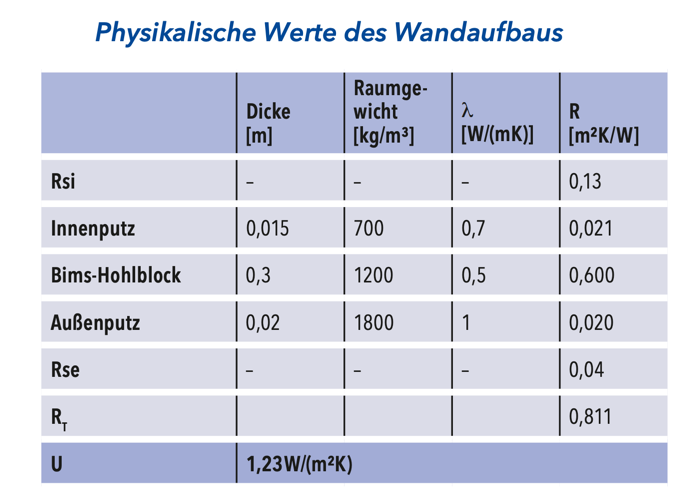 Physikalische Werte des Wandaufbaus
Dicke [m] Raumge-wicht [kg/m³] λ [W/(mK)] R [m²K/W]
Rsi – – – 0,13
Innenputz 0,015 700 0,7 0,021
Bims-Hohlblock 0,3 1200 0,5 0,600
Außenputz 0,02 1800 1 0,020
Rse – – – 0,04
R_T 0,811
U 1,23W/(m²K)